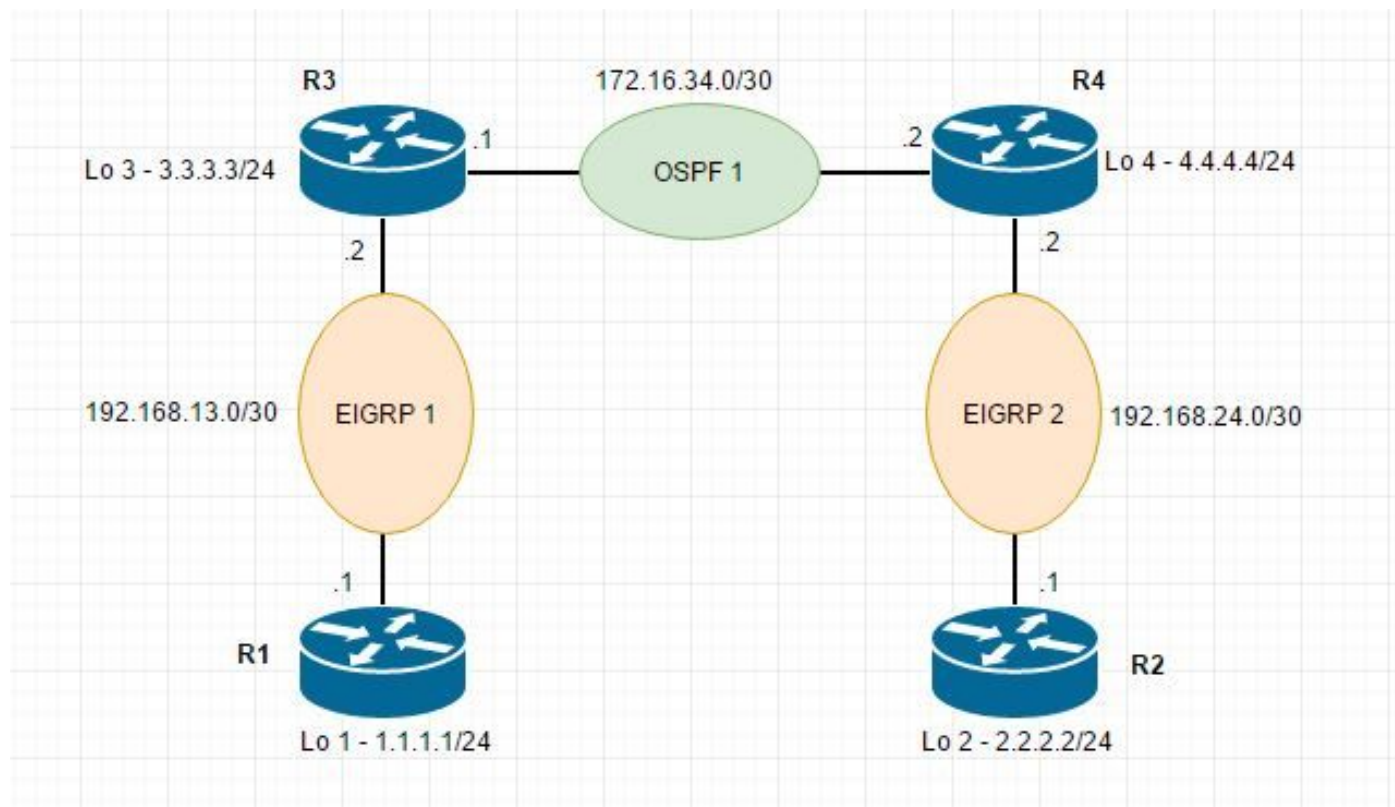 R3
172.16.34.0/30
R4
.1
.2
Lo 3 - 3.3.3.3/24
OSPF 1
Lo 4 - 4.4.4.4/24
.2
.2
192.168.13.0/30
EIGRP 1
EIGRP 2
192.168.24.0/30
.1
.1
R1
R2
Lo 1 - 1.1.1.1/24
Lo 2 - 2.2.2.2/24